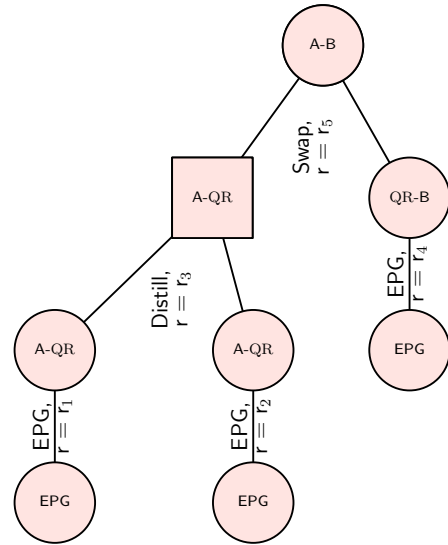 A-B
Swap,
r = r₅
A-QR
QR-B
Distill,
r = r₃
EPG,
r = r₄
A-QR
A-QR
EPG
EPG,
r = r₁
EPG,
r = r₂
EPG
EPG